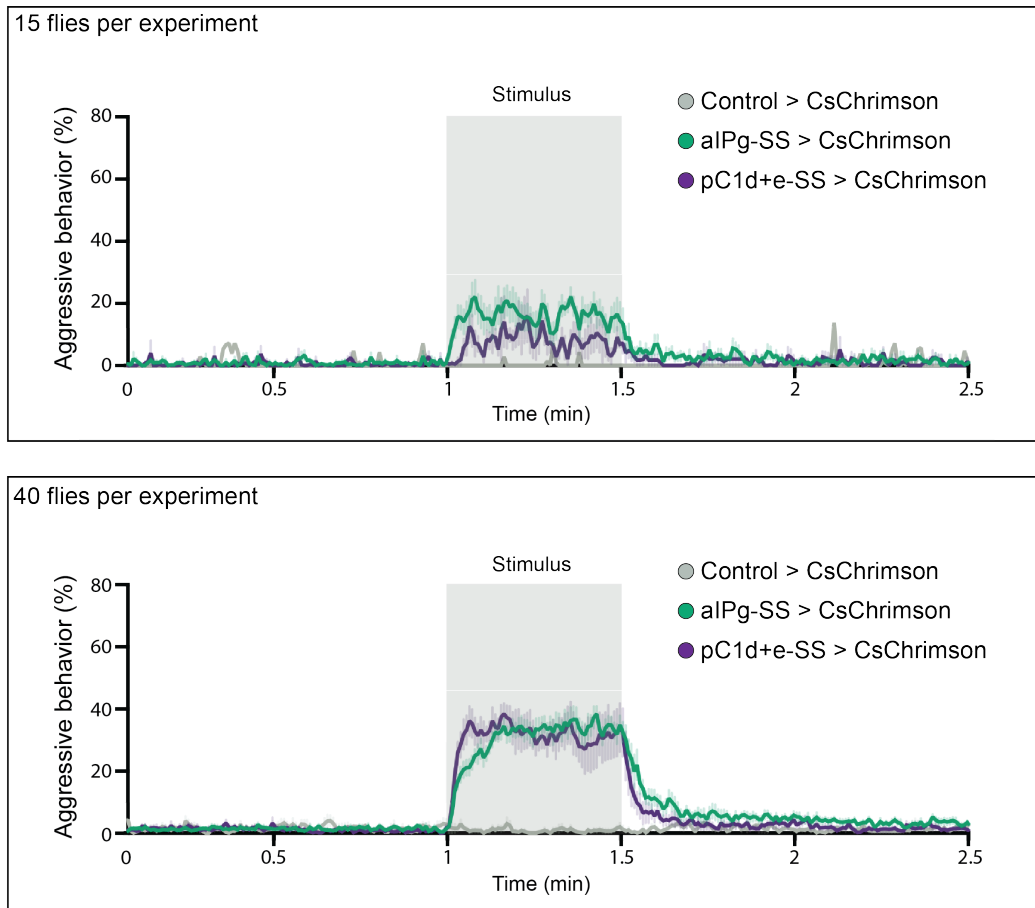 15 flies per experiment
Stimulus
Control > CsChrimson
aIPg-SS > CsChrimson
pC1d+e-SS > CsChrimson
Aggressive behavior (%)
80
60
40
20
0
0 0.5 1 1.5 2 2.5
Time (min)
40 flies per experiment
Stimulus
Control > CsChrimson
aIPg-SS > CsChrimson
pC1d+e-SS > CsChrimson
Aggressive behavior (%)
80
60
40
20
0
0 0.5 1 1.5 2 2.5
Time (min)